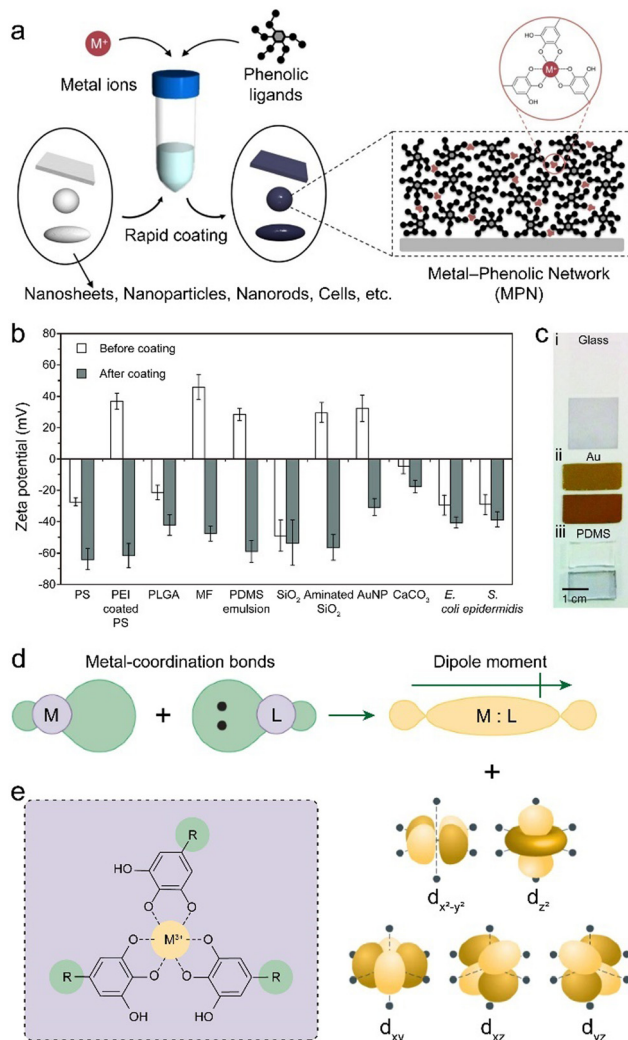 a
M⁺
Metal ions
Phenolic
ligands
Rapid coating
Nanosheets, Nanoparticles, Nanorods, Cells, etc.
HO
O
O
O
M⁺
O
O
O
OH
OH
Metal–Phenolic Network
(MPN)
b
Before coating
After coating
Zeta potential (mV)
80
60
40
20
0
-20
-40
-60
-80
PS
PEI
coated
PS
PLGA
MF
PDMS
emulsion
SiO₂
Aminated
SiO₂
AuNP
CaCO₃
E.
coli
S.
epidermidis
c
i
Glass
ii
Au
iii
PDMS
1 cm
d
Metal-coordination bonds
Dipole moment
M
+
L
M : L
+
e
R
HO
O
O
O
M³⁺
O
R
O
O
R
OH
HO
dx²-y²
dz²
dxy
dxz
dyz